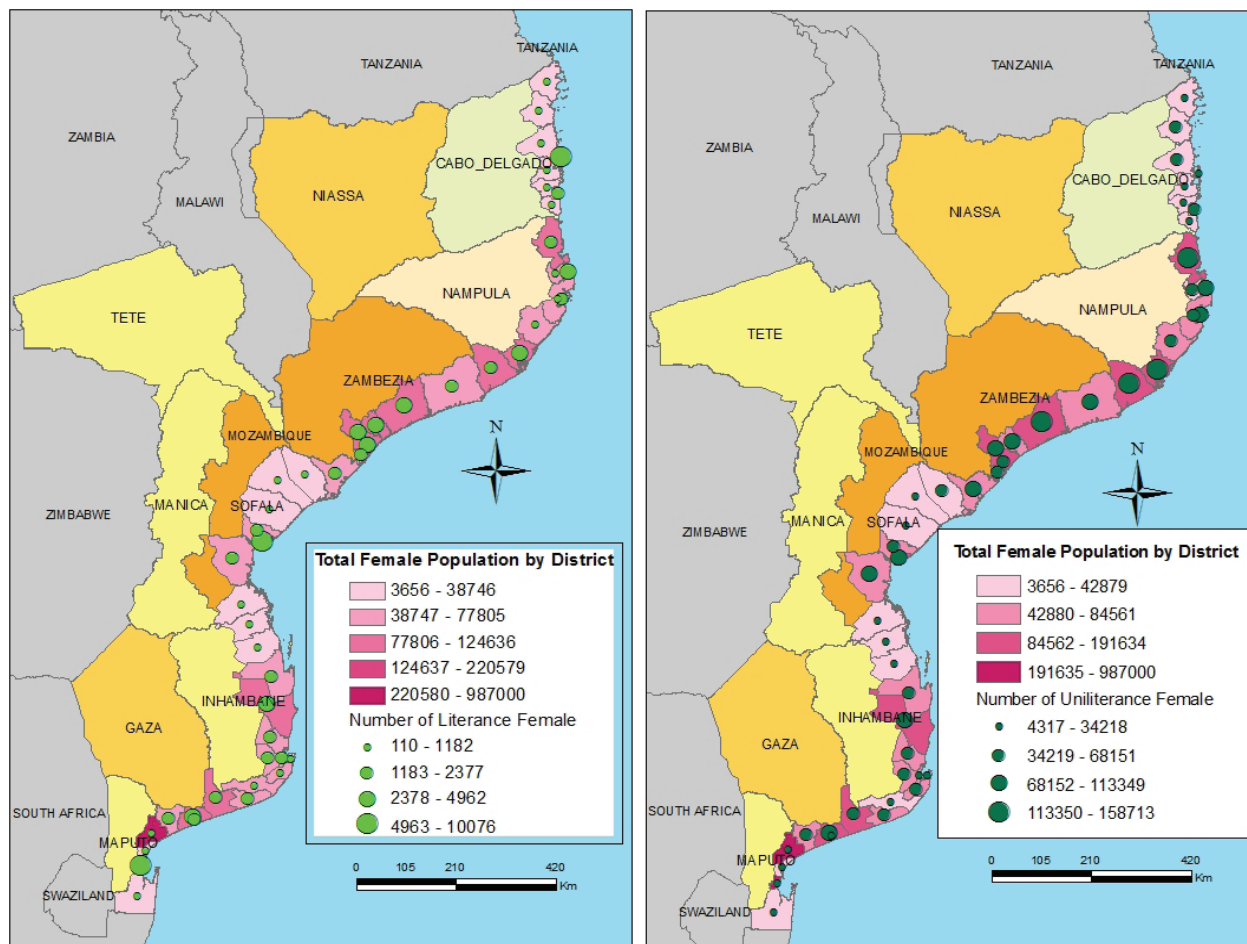 TANZANIA
TANZANIA
ZAMBIA
CABO_DELGADO
NIASSA
MALAWI
NAMPULA
TETE
ZAMBEZIA
MOZAMBIQUE
N
MANICA
SOFALA
ZIMBABWE
INHAMBANE
GAZA
SOUTH AFRICA
MAPUTO
SWAZILAND
Total Female Population by District
3656 - 38746
38747 - 77805
77806 - 124636
124637 - 220579
220580 - 987000
Number of Literance Female
110 - 1182
1183 - 2377
2378 - 4962
4963 - 10076
0 105 210 420
Km
TANZANIA
TANZANIA
ZAMBIA
CABO_DELGADO
NIASSA
MALAWI
NAMPULA
TETE
ZAMBEZIA
MOZAMBIQUE
N
MANICA
SOFALA
ZIMBABWE
INHAMBANE
GAZA
SOUTH AFRICA
MAPUTO
SWAZILAND
Total Female Population by District
3656 - 42879
42880 - 84561
84562 - 191634
191635 - 987000
Number of Uniliterance Female
4317 - 34218
34219 - 68151
68152 - 113349
113350 - 158713
0 105 210 420
Km